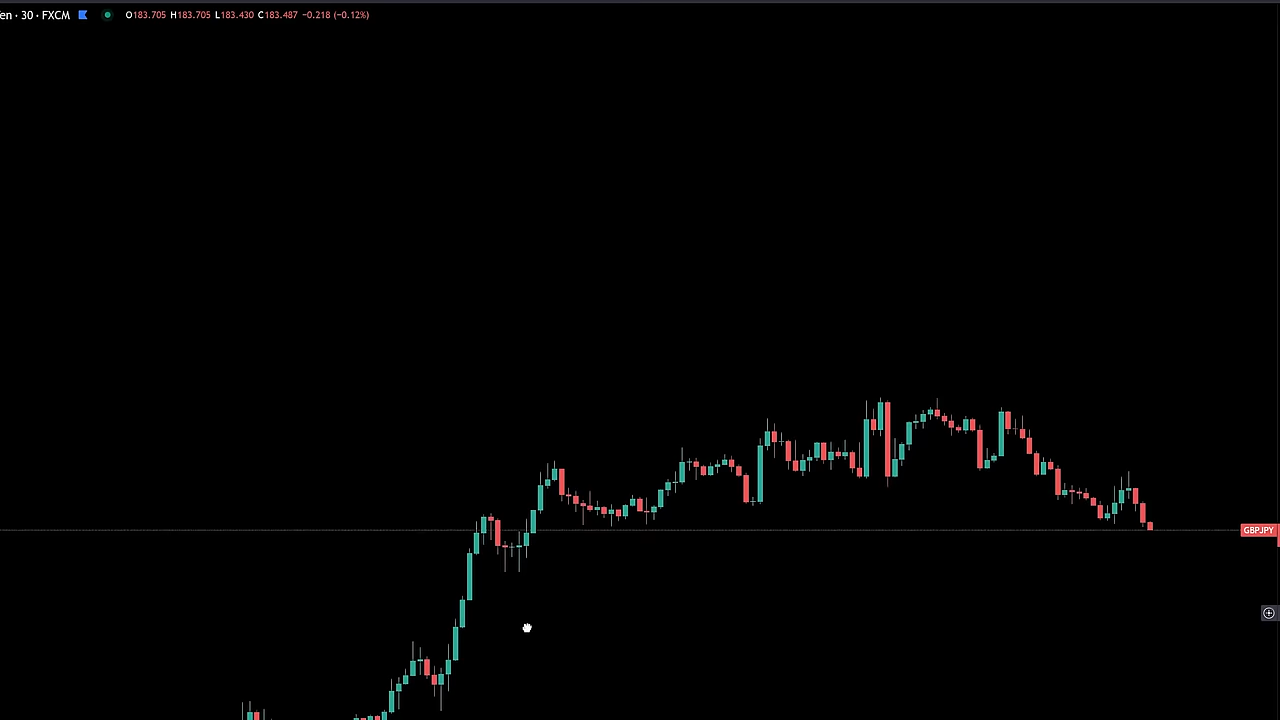 en · 30 · FXCM O183.705 H183.705 L183.430 C183.487 −0.218 (−0.12%)
GBPJPY